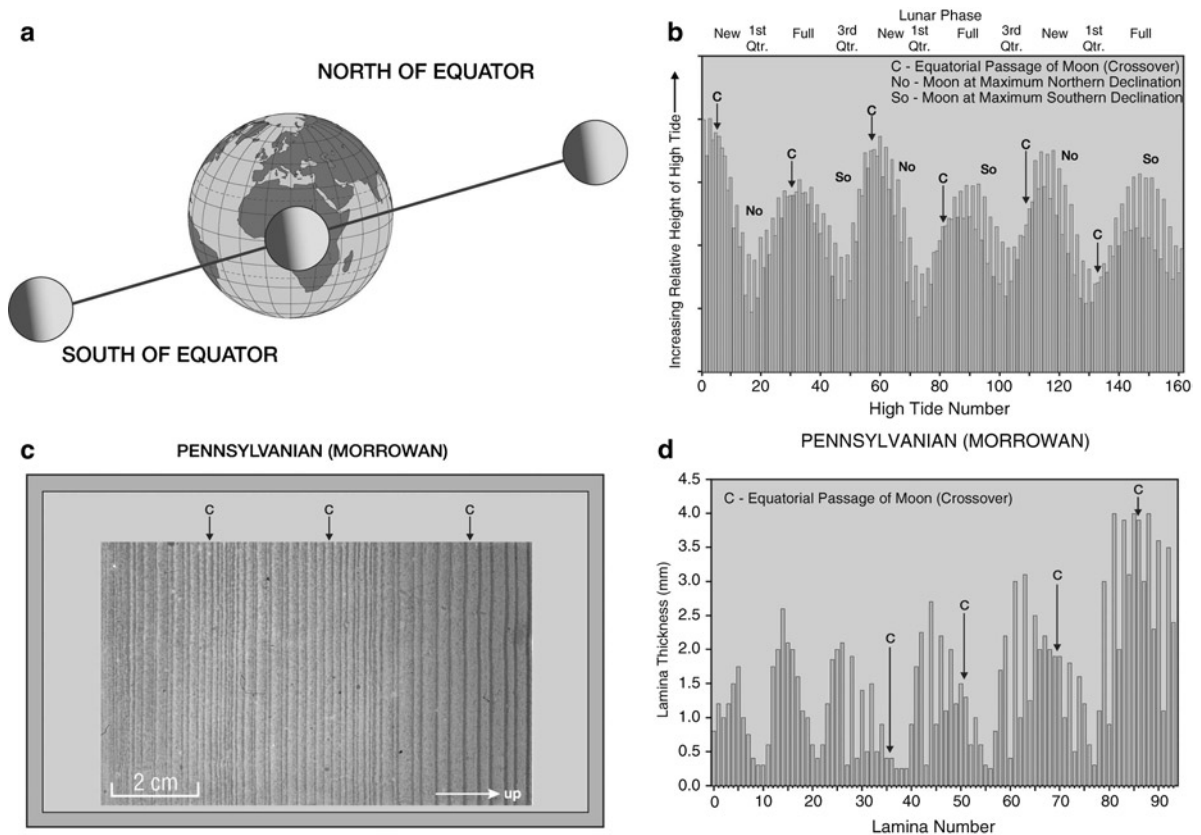 a
NORTH OF EQUATOR
SOUTH OF EQUATOR
b
Lunar Phase
New 1st Qtr. Full 3rd Qtr. New 1st Qtr. Full 3rd Qtr. New 1st Qtr. Full
C - Equatorial Passage of Moon (Crossover)
No - Moon at Maximum Northern Declination
So - Moon at Maximum Southern Declination
Increasing Relative Height of High Tide
C
No
C
So
C
No
C
So
C
No
C
So
0 20 40 60 80 100 120 140 160
High Tide Number
c
PENNSYLVANIAN (MORROWAN)
C C C
2 cm
up
d
PENNSYLVANIAN (MORROWAN)
C - Equatorial Passage of Moon (Crossover)
Lamina Thickness (mm)
4.5
4.0
3.5
3.0
2.5
2.0
1.5
1.0
0.5
0.0
C
C
C
C
0 10 20 30 40 50 60 70 80 90
Lamina Number